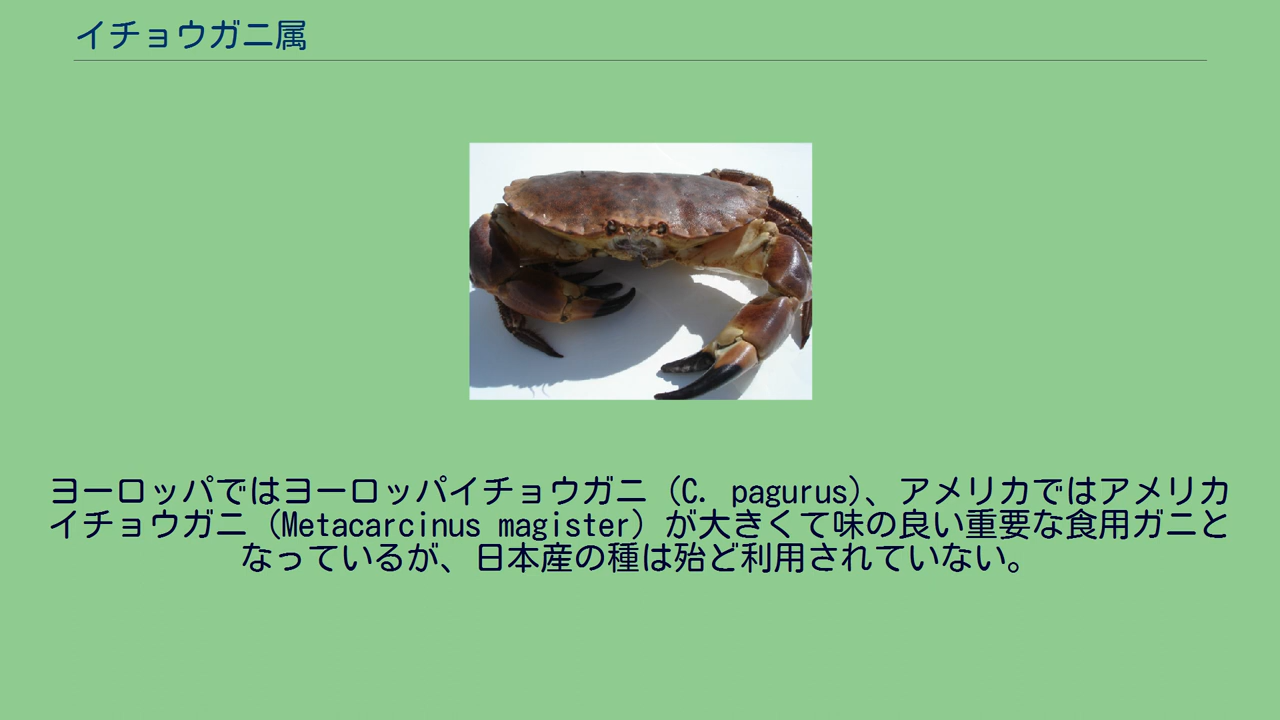 イチョウガニ属
ヨーロッパではヨーロッパイチョウガニ（C. pagurus)、アメリカではアメリカ
イチョウガニ（Metacarcinus magister）が大きくて味の良い重要な食用ガニと
なっているが、日本産の種は殆ど利用されていない。